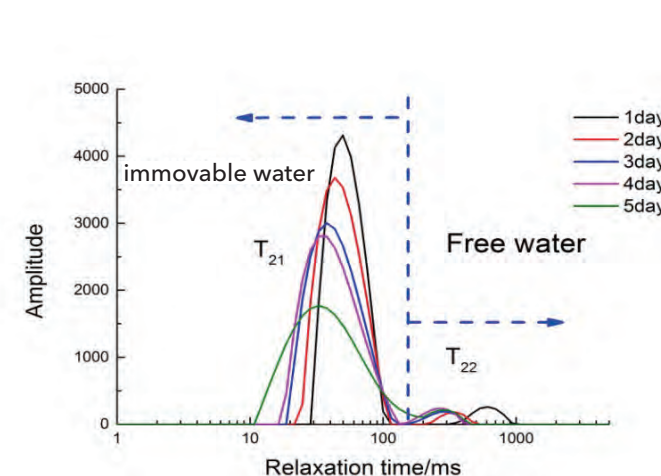 5000
4000
3000
2000
1000
0
Amplitude
immovable water
T21
Free water
T22
1day
2day
3day
4day
5day
1
10
100
1000
Relaxation time/ms